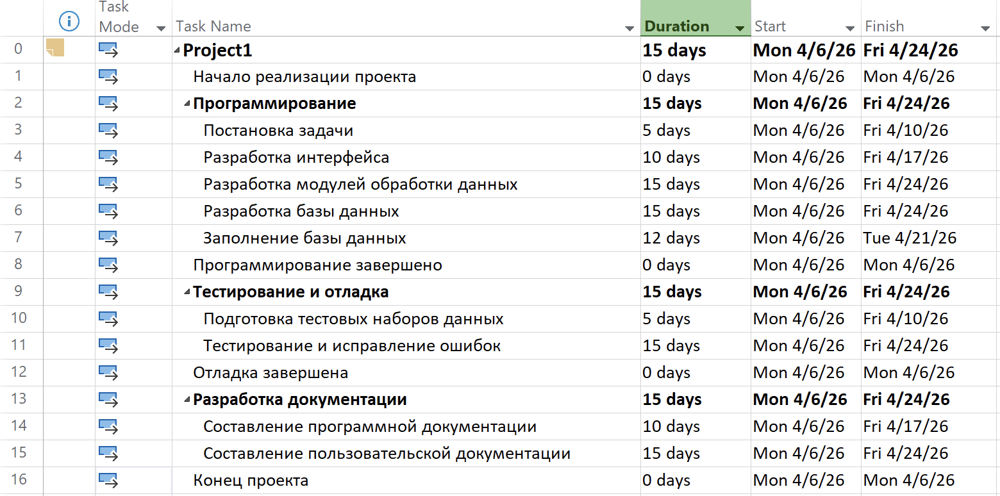 Task Mode Task Name Duration Start Finish
0 Project1 15 days Mon 4/6/26 Fri 4/24/26
1 Начало реализации проекта 0 days Mon 4/6/26 Mon 4/6/26
2 Программирование 15 days Mon 4/6/26 Fri 4/24/26
3 Постановка задачи 5 days Mon 4/6/26 Fri 4/10/26
4 Разработка интерфейса 10 days Mon 4/6/26 Fri 4/17/26
5 Разработка модулей обработки данных 15 days Mon 4/6/26 Fri 4/24/26
6 Разработка базы данных 15 days Mon 4/6/26 Fri 4/24/26
7 Заполнение базы данных 12 days Mon 4/6/26 Tue 4/21/26
8 Программирование завершено 0 days Mon 4/6/26 Mon 4/6/26
9 Тестирование и отладка 15 days Mon 4/6/26 Fri 4/24/26
10 Подготовка тестовых наборов данных 5 days Mon 4/6/26 Fri 4/10/26
11 Тестирование и исправление ошибок 15 days Mon 4/6/26 Fri 4/24/26
12 Отладка завершена 0 days Mon 4/6/26 Mon 4/6/26
13 Разработка документации 15 days Mon 4/6/26 Fri 4/24/26
14 Составление программной документации 10 days Mon 4/6/26 Fri 4/17/26
15 Составление пользовательской документации 15 days Mon 4/6/26 Fri 4/24/26
16 Конец проекта 0 days Mon 4/6/26 Mon 4/6/26